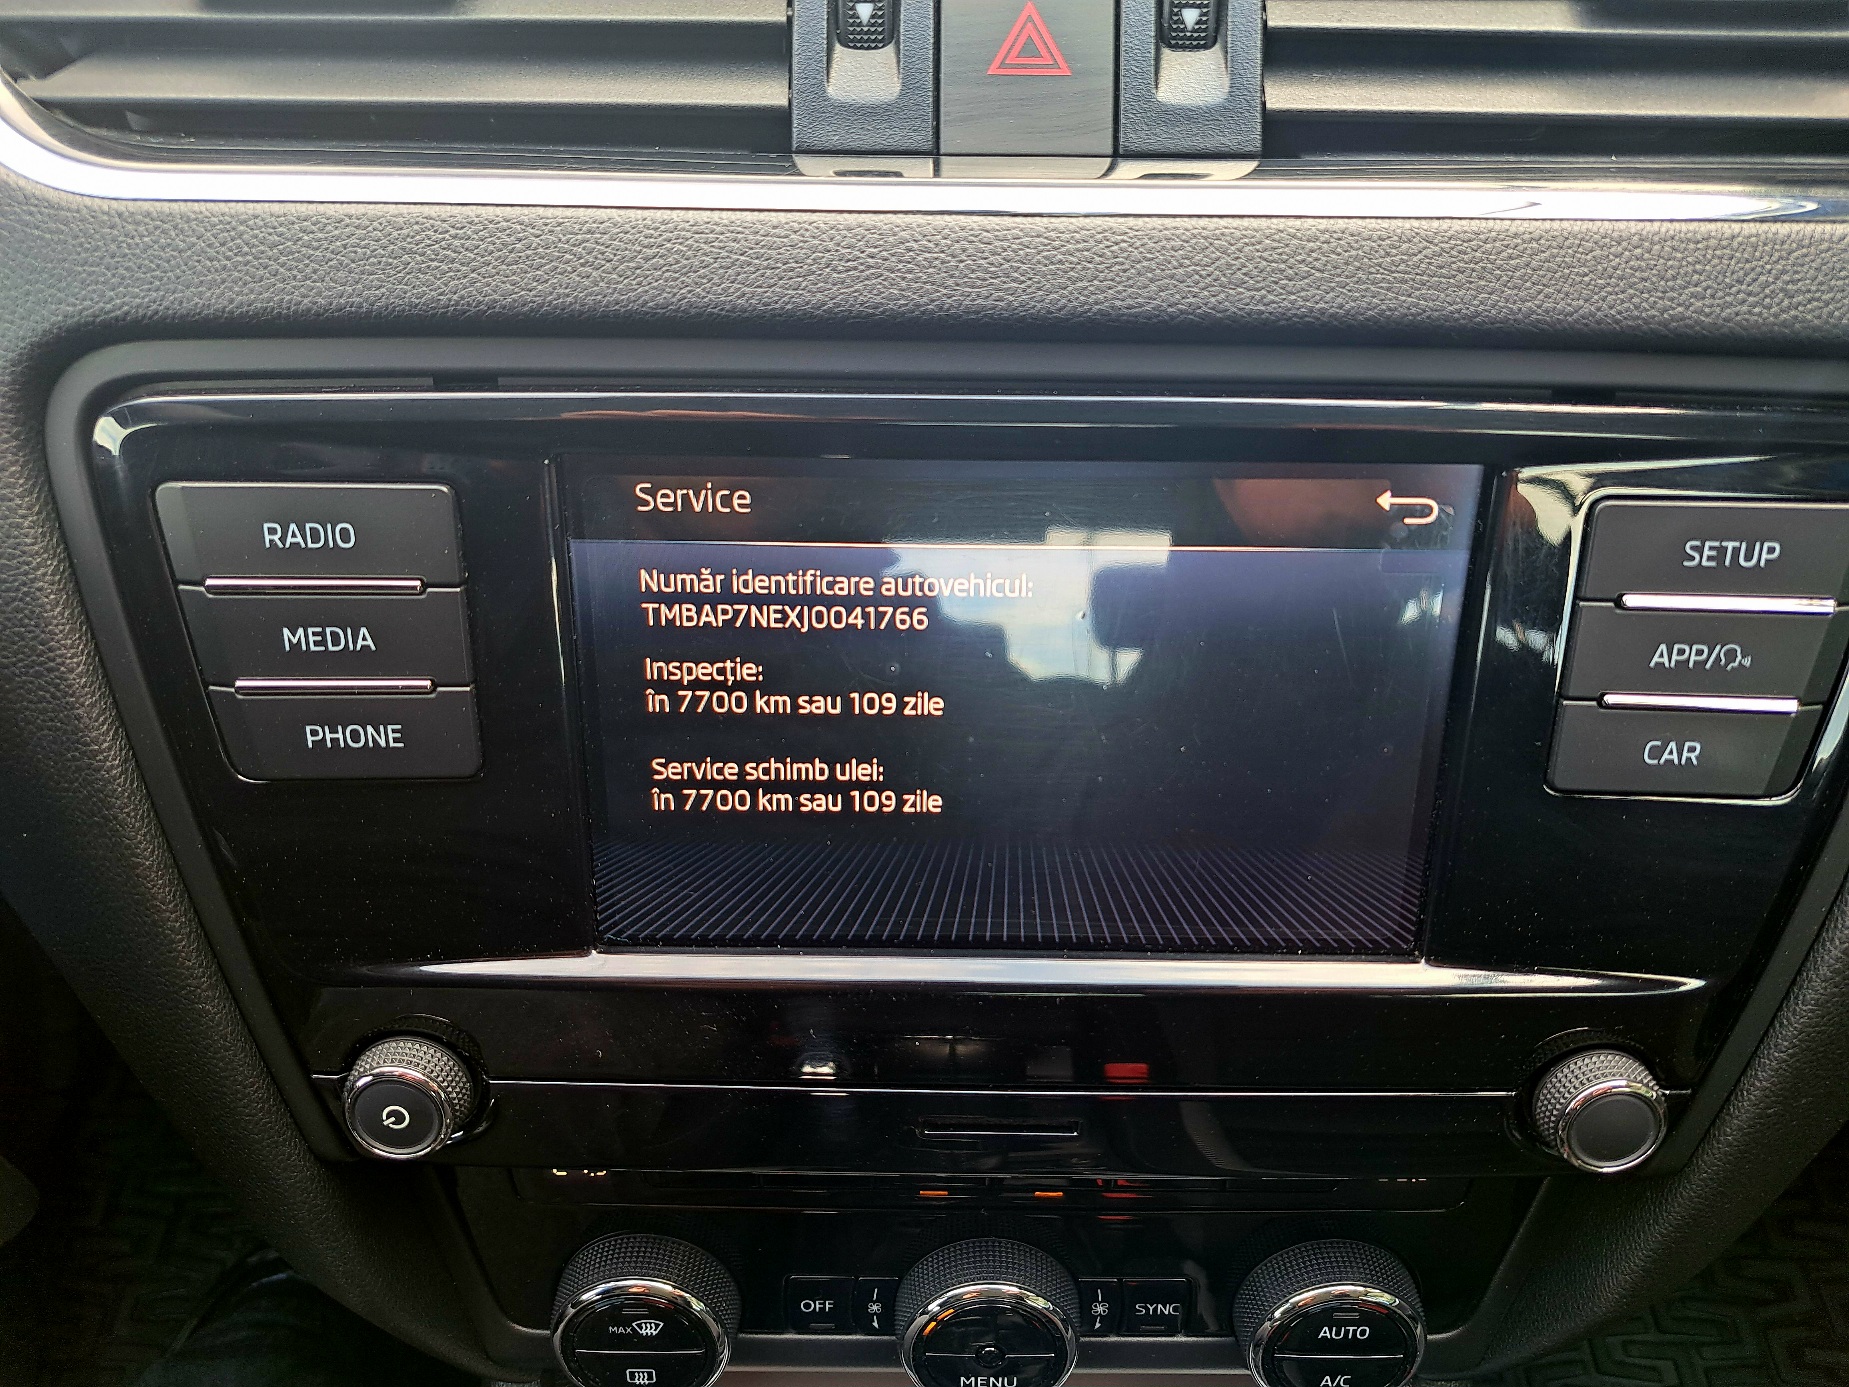 Service
RADIO
MEDIA
PHONE
Număr identificare autovehicul:
TMBAP7NEXJ0041766
Inspecție:
în 7700 km sau 109 zile
Service schimb ulei:
în 7700 km sau 109 zile
SETUP
APP/
CAR
MAX
OFF
MENU
SYNC
AUTO
A/C